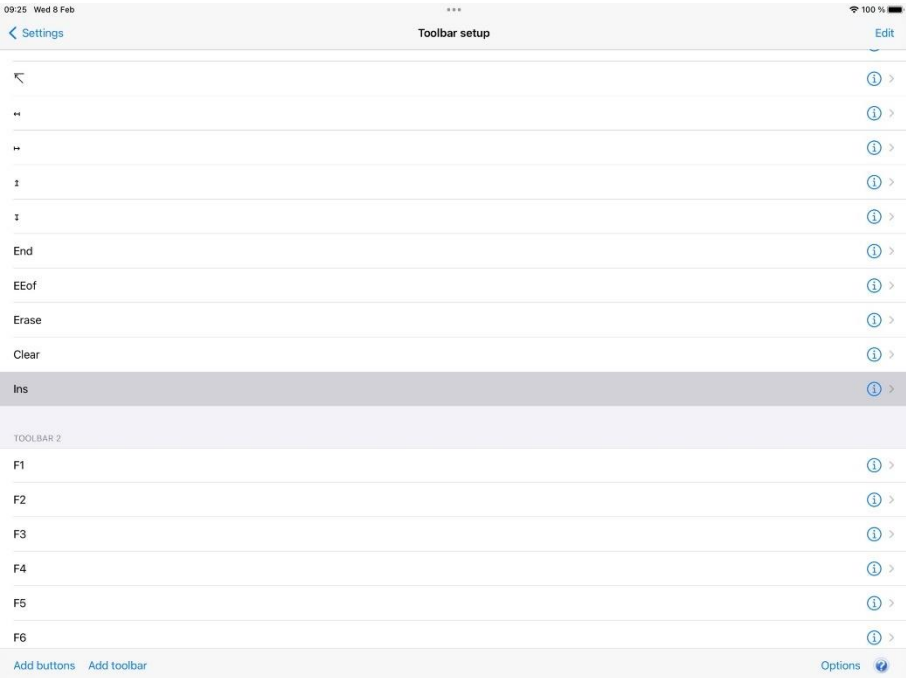 09:25 Wed 8 Feb 100 %
Settings Toolbar setup Edit
↖
↤
↦
↥
↧
End
EEof
Erase
Clear
Ins
TOOLBAR 2
F1
F2
F3
F4
F5
F6
Add buttons Add toolbar Options